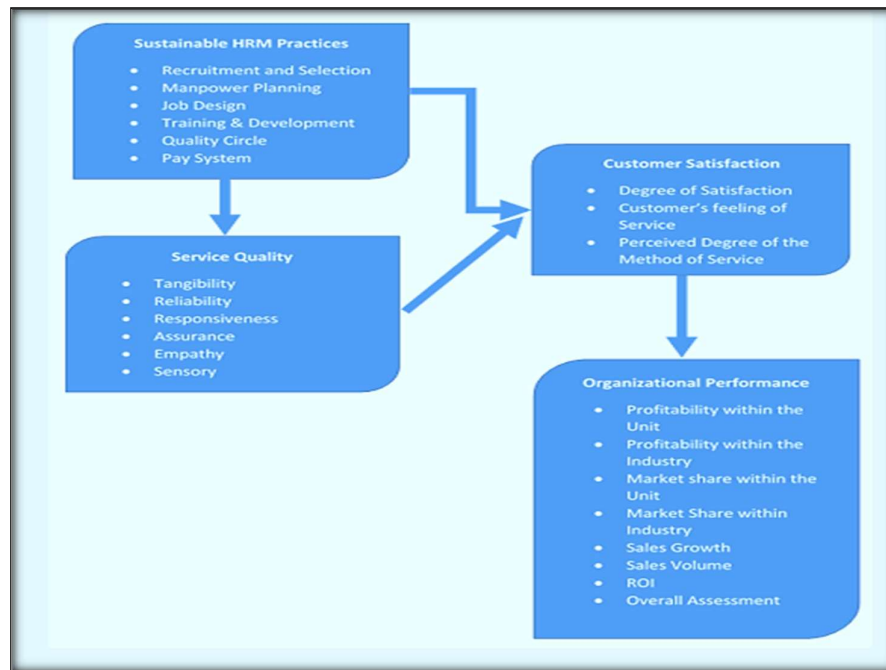 Sustainable HRM Practices
• Recruitment and Selection
• Manpower Planning
• Job Design
• Training & Development
• Quality Circle
• Pay System
Customer Satisfaction
• Degree of Satisfaction
• Customer's feeling of
Service
• Perceived Degree of the
Method of Service
Service Quality
• Tangibility
• Reliability
• Responsiveness
• Assurance
• Empathy
• Sensory
Organizational Performance
• Profitability within the
Unit
• Profitability within the
Industry
• Market share within the
Unit
• Market Share within
Industry
• Sales Growth
• Sales Volume
• ROI
• Overall Assessment